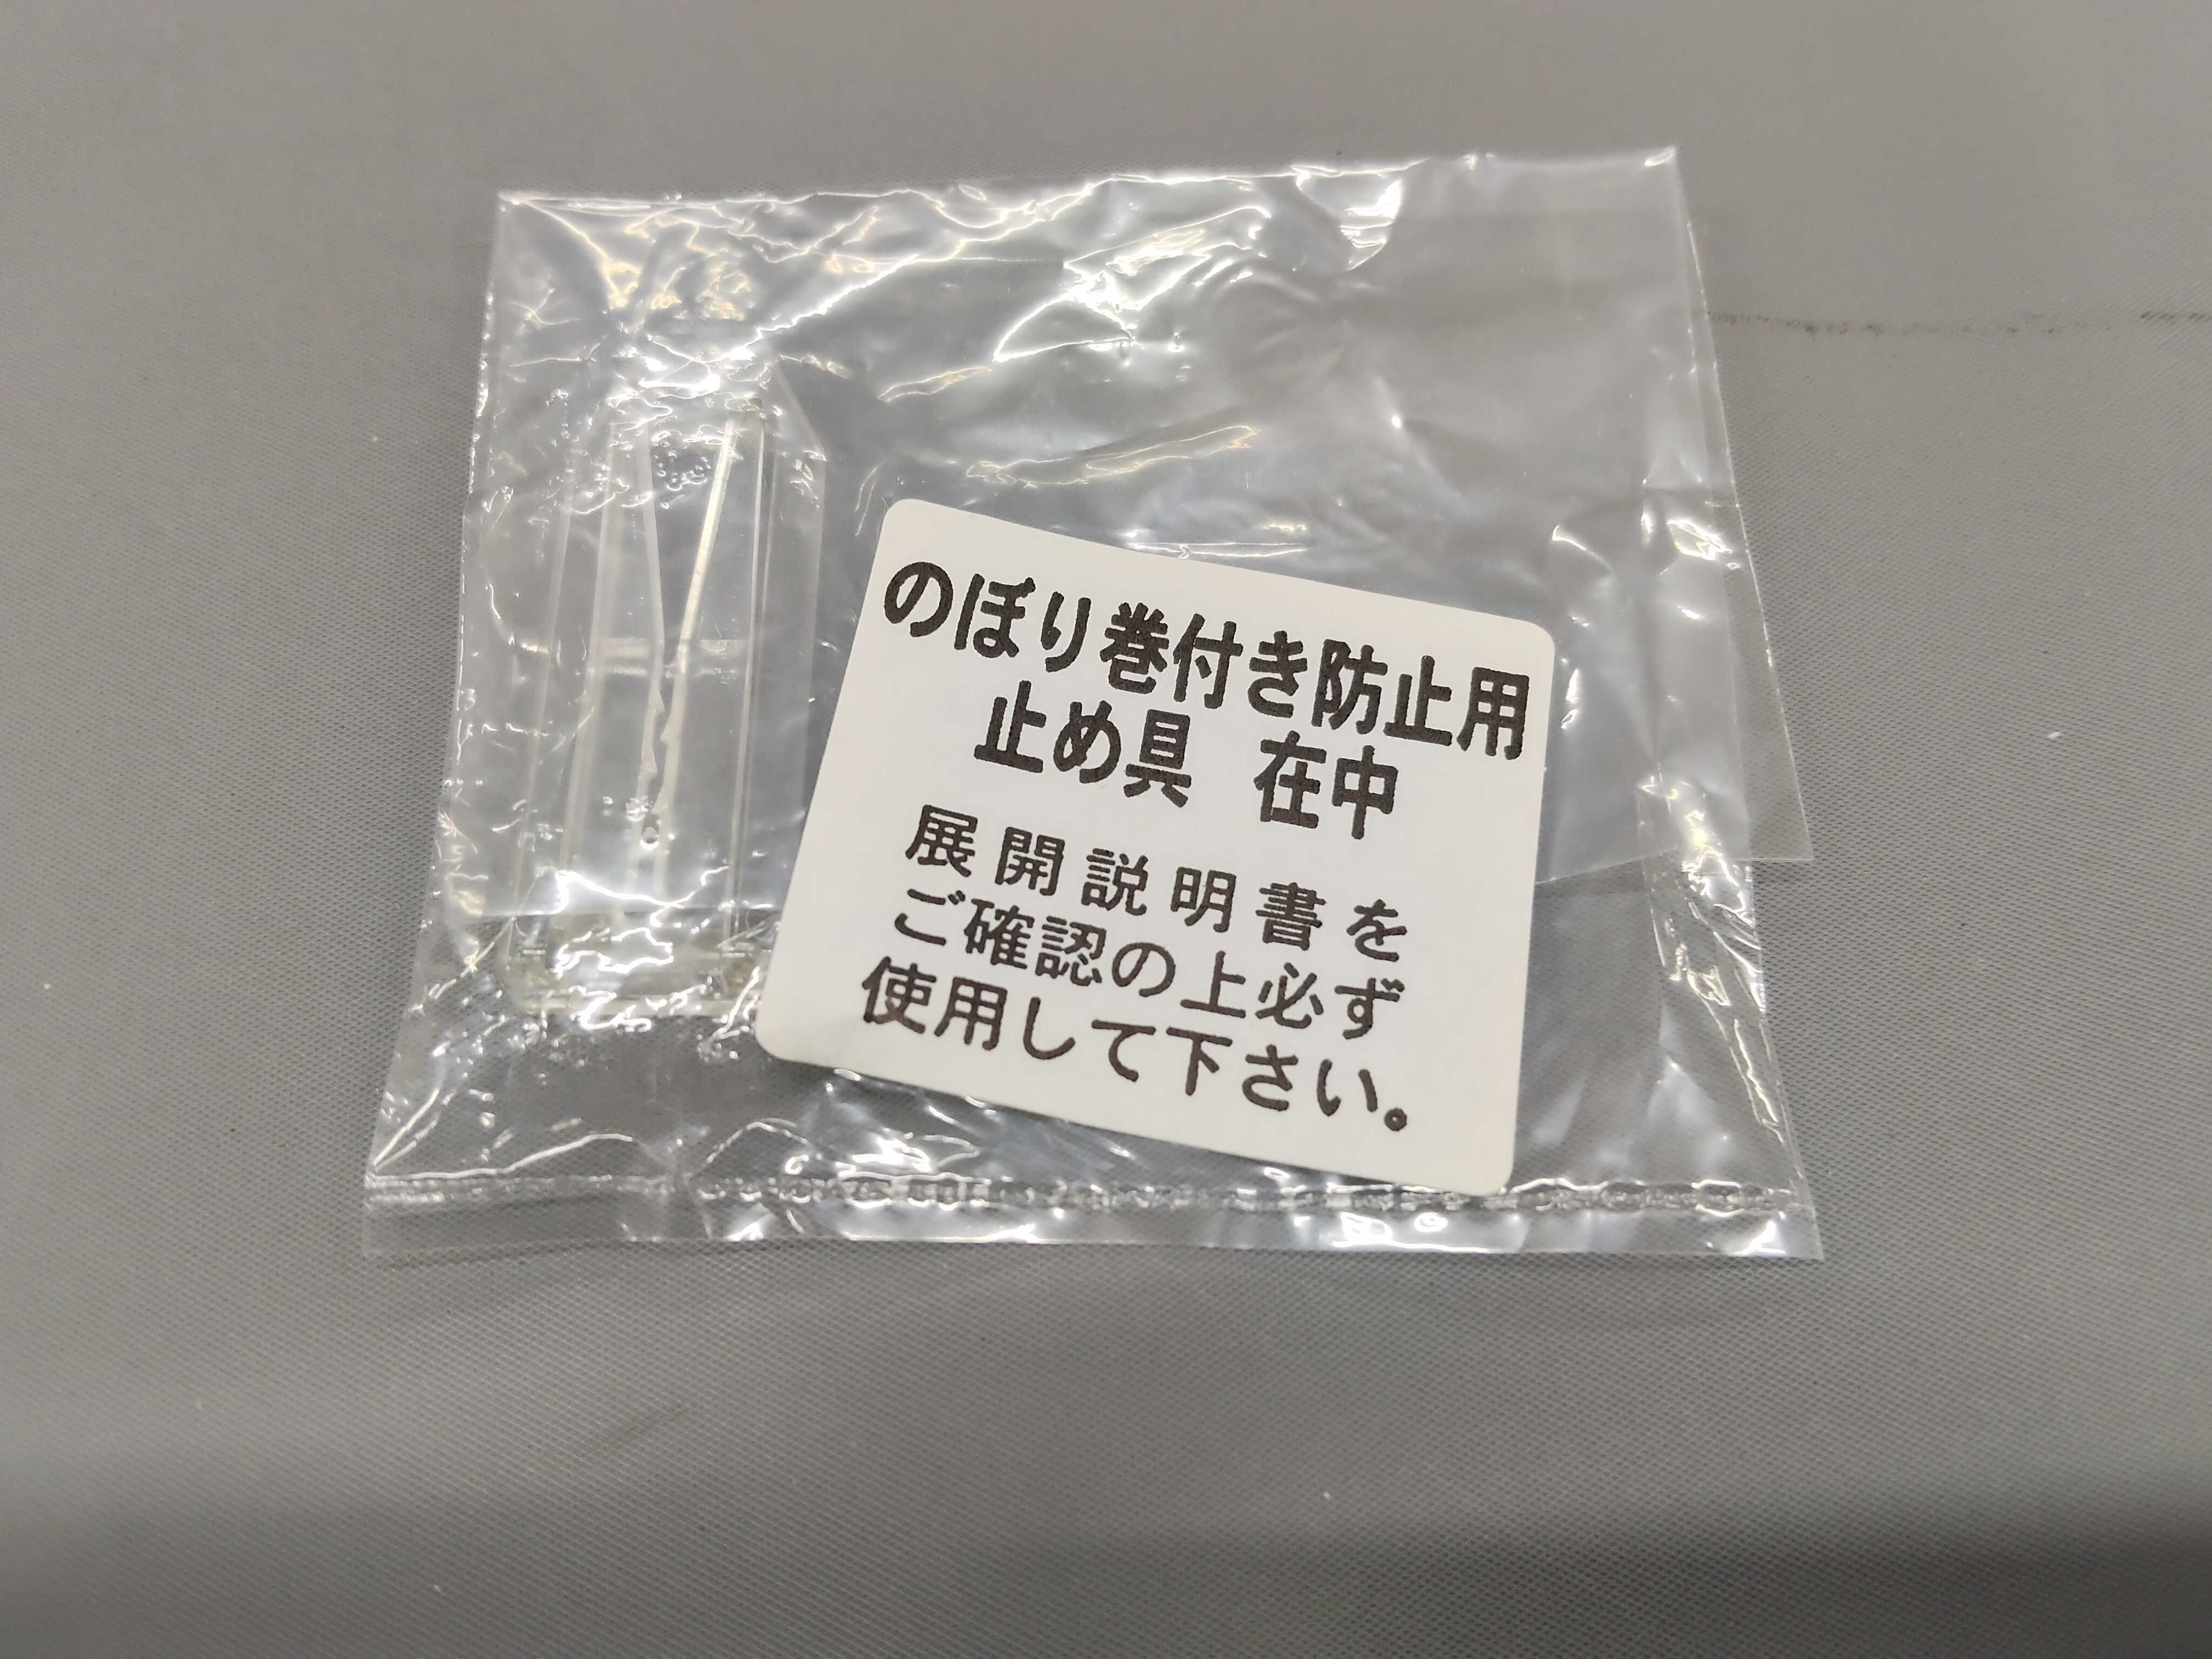 のぼり巻付き防止用
止め具 在中
展開説明書を
ご確認の上必ず
使用して下さい。